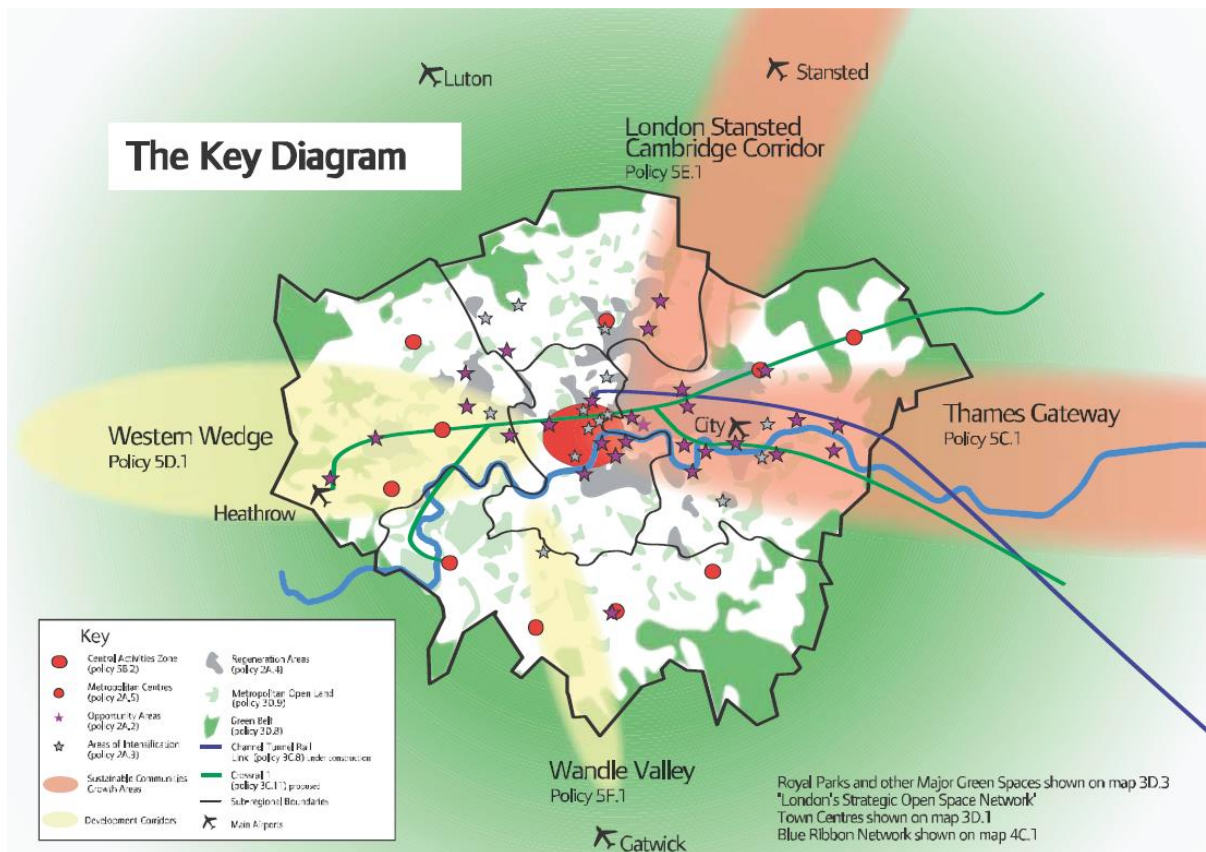 Luton
Stansted
The Key Diagram
London Stansted
Cambridge Corridor
Policy 5E.1
City
Thames Gateway
Policy 5C.1
Western Wedge
Policy 5D.1
Heathrow
Key
Central Activities Zone
(policy 5B.2)
Metropolitan Centres
(policy 2A.5)
Opportunity Areas
(policy 2A.2)
Areas of Intensification
(policy 2A.3)
Sustainable Communities
Growth Areas
Development Corridors
Regeneration Areas
(policy 2A.4)
Metropolitan Open Land
(policy 3D.9)
Green Belt
(policy 3D.8)
Channel Tunnel Rail
Link (policy 3C.8) under construction
Crossrail 1
(policy 3C.11) proposed
Sub-regional Boundaries
Main Airports
Wandle Valley
Policy 5F.1
Gatwick
Royal Parks and other Major Green Spaces shown on map 3D.3
"London's Strategic Open Space Network"
Town Centres shown on map 3D.1
Blue Ribbon Network shown on map 4C.1